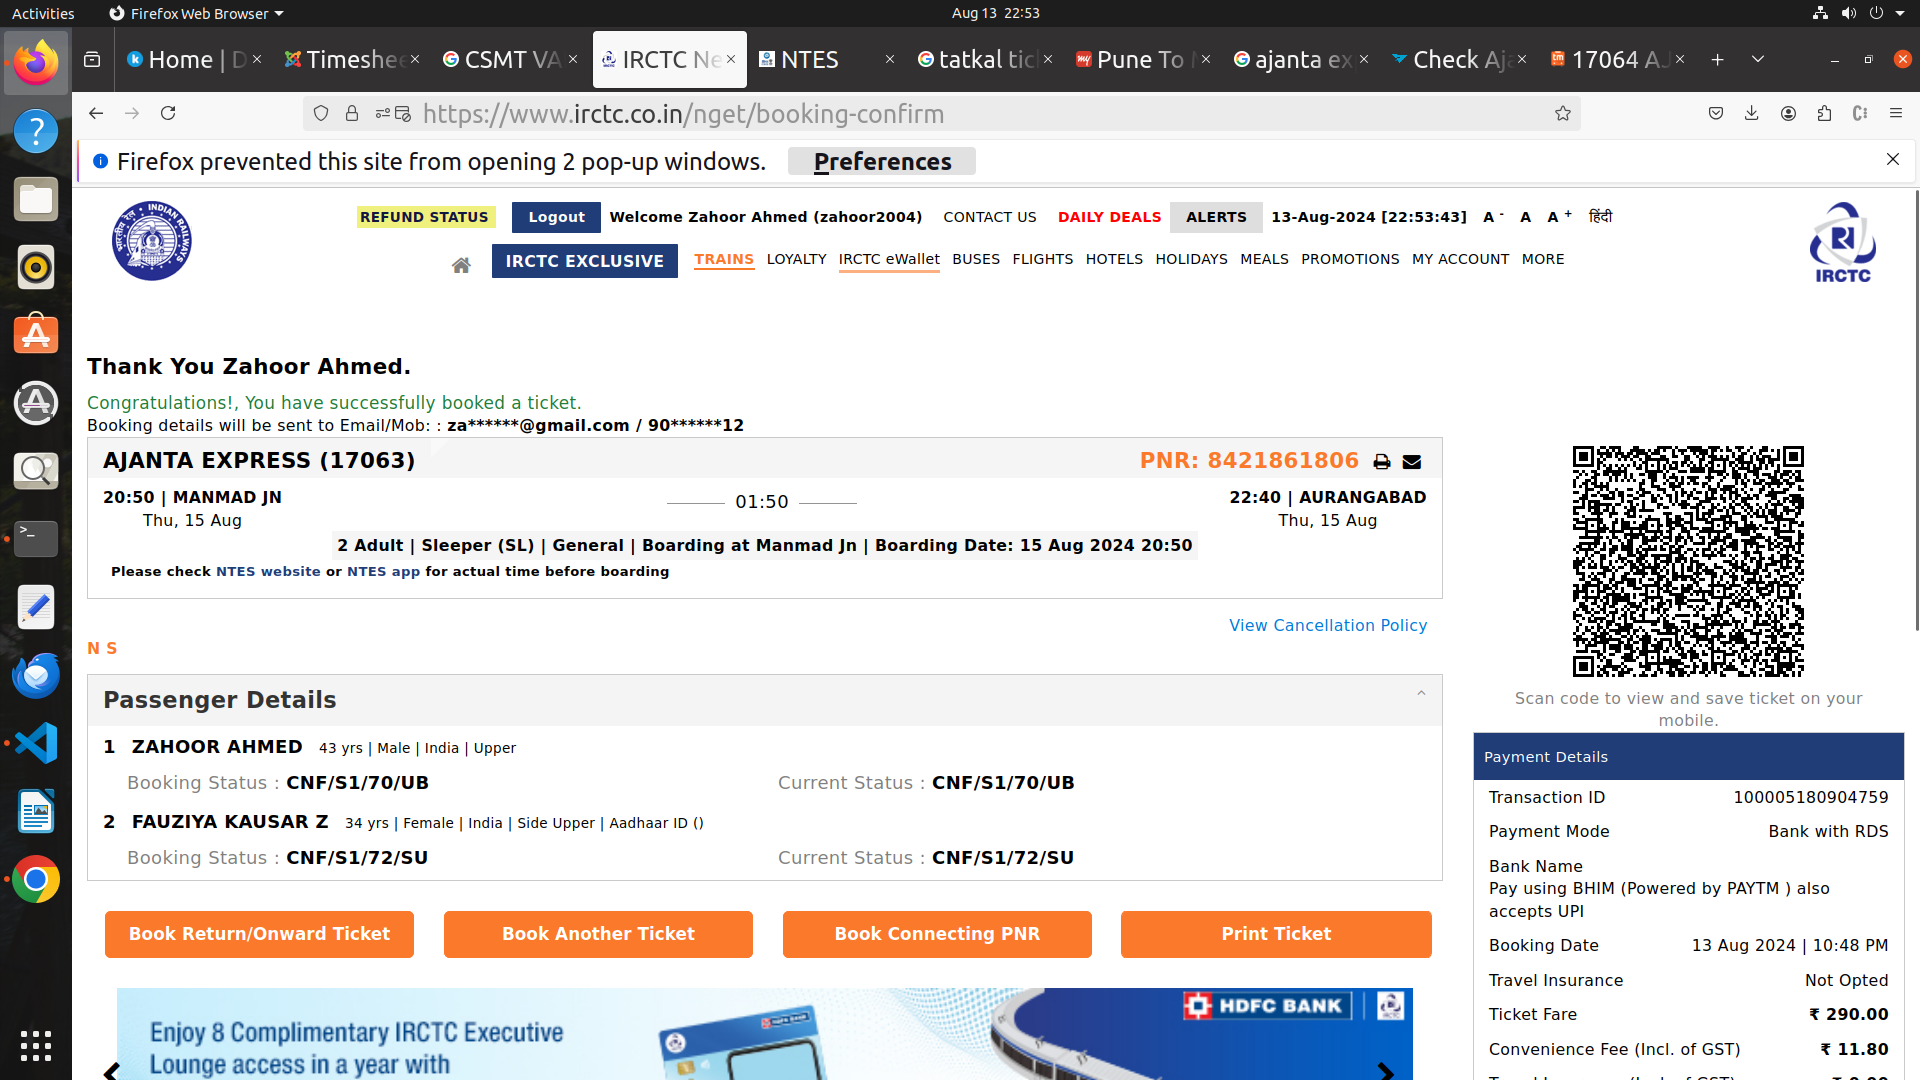 Activities
Firefox Web Browser
Aug 13 22:53
Home | D
Timeshee
CSMT VA
IRCTC Ne
NTES
tatkal tic
Pune To
ajanta ex
Check Aja
17064 AJ
https://www.irctc.co.in/nget/booking-confirm
Firefox prevented this site from opening 2 pop-up windows.
Preferences
REFUND STATUS
Logout
Welcome Zahoor Ahmed (zahoor2004)
CONTACT US
DAILY DEALS
ALERTS
13-Aug-2024 [22:53:43]
A - A A +
हिंदी
IRCTC
IRCTC EXCLUSIVE
TRAINS
LOYALTY
IRCTC eWallet
BUSES
FLIGHTS
HOTELS
HOLIDAYS
MEALS
PROMOTIONS
MY ACCOUNT
MORE
Thank You Zahoor Ahmed.
Congratulations!, You have successfully booked a ticket.
Booking details will be sent to Email/Mob: : za******@gmail.com / 90******12
AJANTA EXPRESS (17063)
PNR: 8421861806
20:50 | MANMAD JN
01:50
22:40 | AURANGABAD
Thu, 15 Aug
Thu, 15 Aug
2 Adult | Sleeper (SL) | General | Boarding at Manmad Jn | Boarding Date: 15 Aug 2024 20:50
Please check NTES website or NTES app for actual time before boarding
View Cancellation Policy
N S
Scan code to view and save ticket on your
mobile.
Passenger Details
1 ZAHOOR AHMED 43 yrs | Male | India | Upper
Booking Status : CNF/S1/70/UB
Current Status : CNF/S1/70/UB
2 FAUZIYA KAUSAR Z 34 yrs | Female | India | Side Upper | Aadhaar ID ()
Booking Status : CNF/S1/72/SU
Current Status : CNF/S1/72/SU
Payment Details
Transaction ID 100005180904759
Payment Mode Bank with RDS
Bank Name
Pay using BHIM (Powered by PAYTM ) also
accepts UPI
Booking Date 13 Aug 2024 | 10:48 PM
Travel Insurance Not Opted
Ticket Fare ₹ 290.00
Convenience Fee (Incl. of GST) ₹ 11.80
Book Return/Onward Ticket
Book Another Ticket
Book Connecting PNR
Print Ticket
HDFC BANK
Enjoy 8 Complimentary IRCTC Executive
Lounge access in a year with